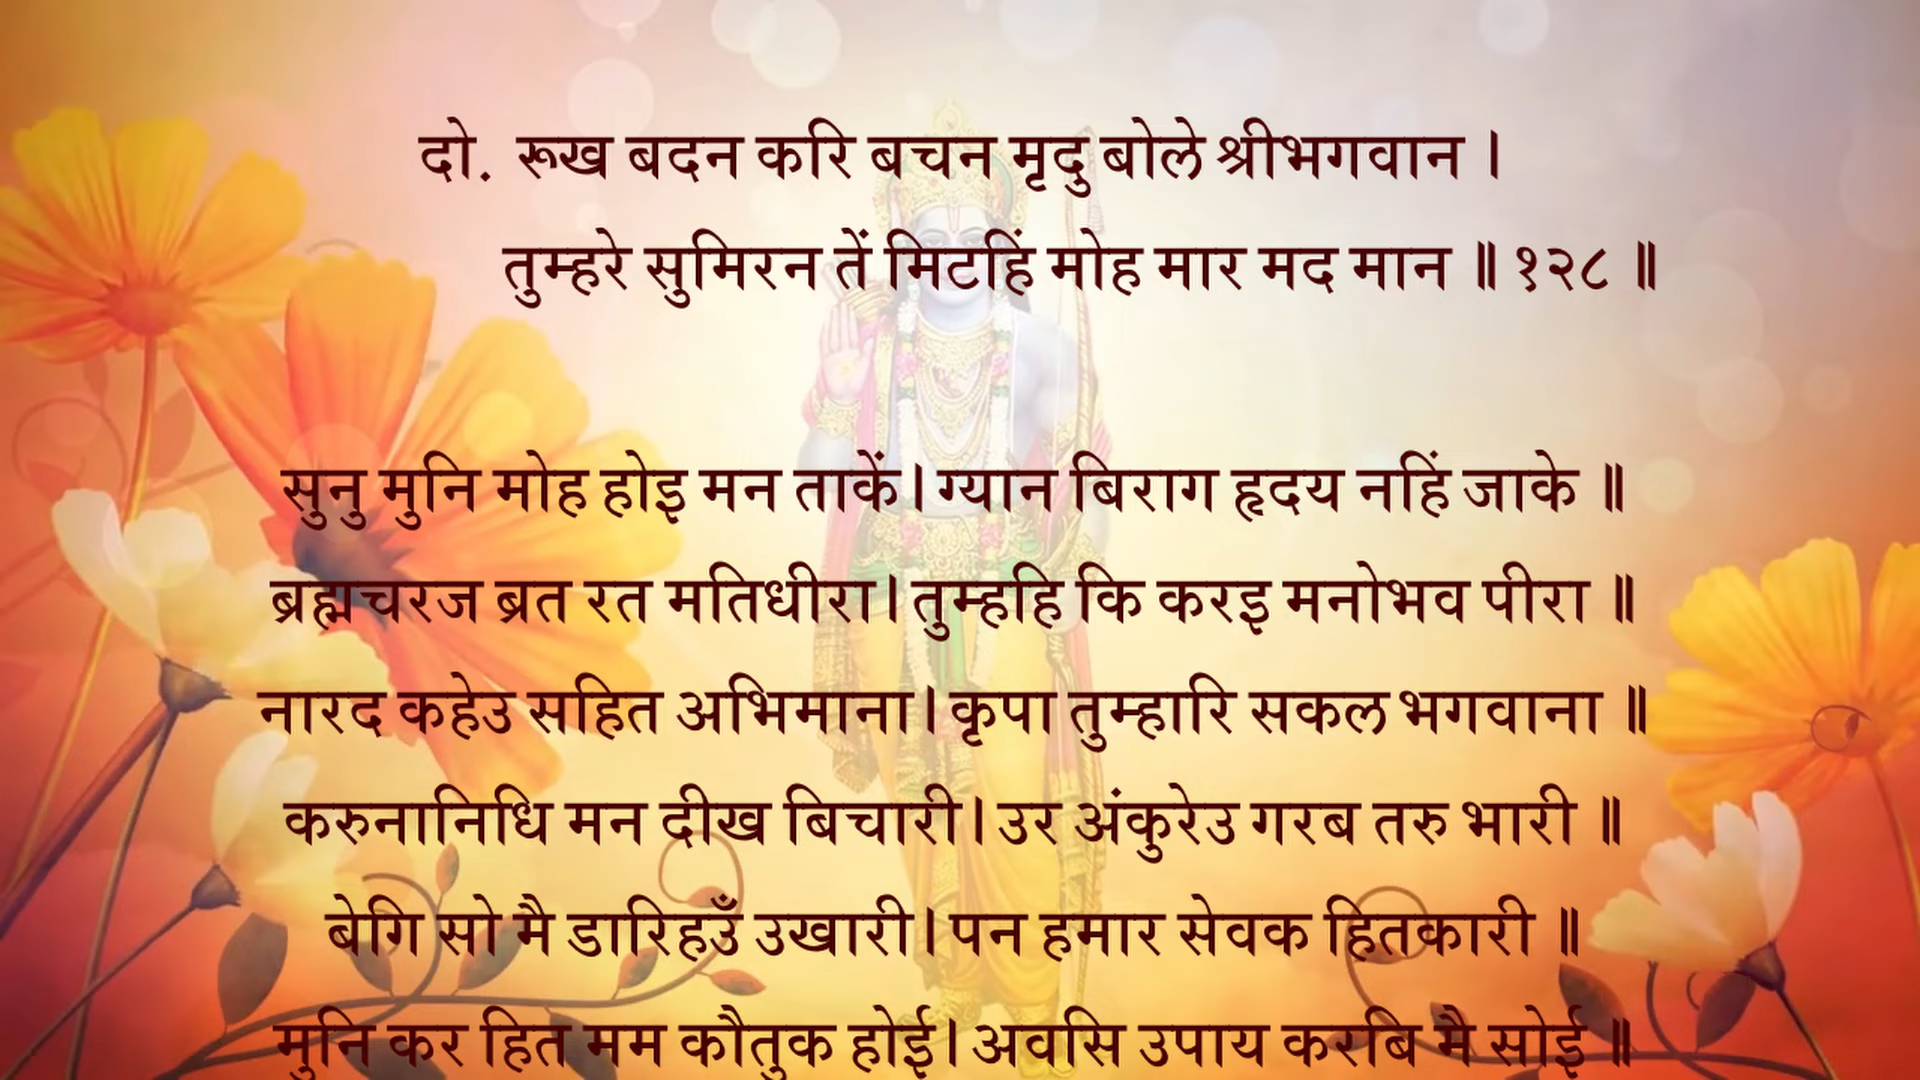 दो. रूख बदन करि बचन मृदु बोले श्रीभगवान ।
तुम्हरे सुमिरन तें मिटहिं मोह मार मद मान ॥ १२८ ॥
सुनु मुनि मोह होइ मन ताकें। ग्यान बिराग हृदय नहिं जाके ॥
ब्रह्मचरज ब्रत रत मतिधीरा। तुम्हहि कि करइ मनोभव पीरा ॥
नारद कहेउ सहित अभिमाना। कृपा तुम्हारि सकल भगवाना ॥
करुनानिधि मन दीख बिचारी। उर अंकुरेउ गरब तरु भारी ॥
बेगि सो मै डारिहउँ उखारी। पन हमार सेवक हितकारी ॥
मुनि कर हित मम कौतुक होई। अवसि उपाय करबि मै सोई ॥